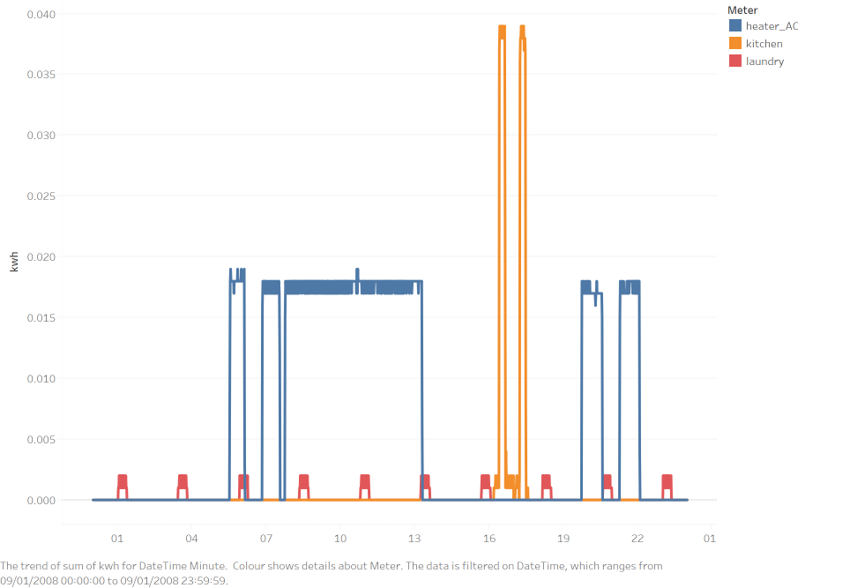 0.040
0.035
0.030
0.025
0.020
0.015
0.010
0.005
0.000
kwh
01 04 07 10 13 16 19 22 01
Meter
heater_AC
kitchen
laundry
The trend of sum of kwh for DateTime Minute. Colour shows details about Meter. The data is filtered on DateTime, which ranges from
09/01/2008 00:00:00 to 09/01/2008 23:59:59.